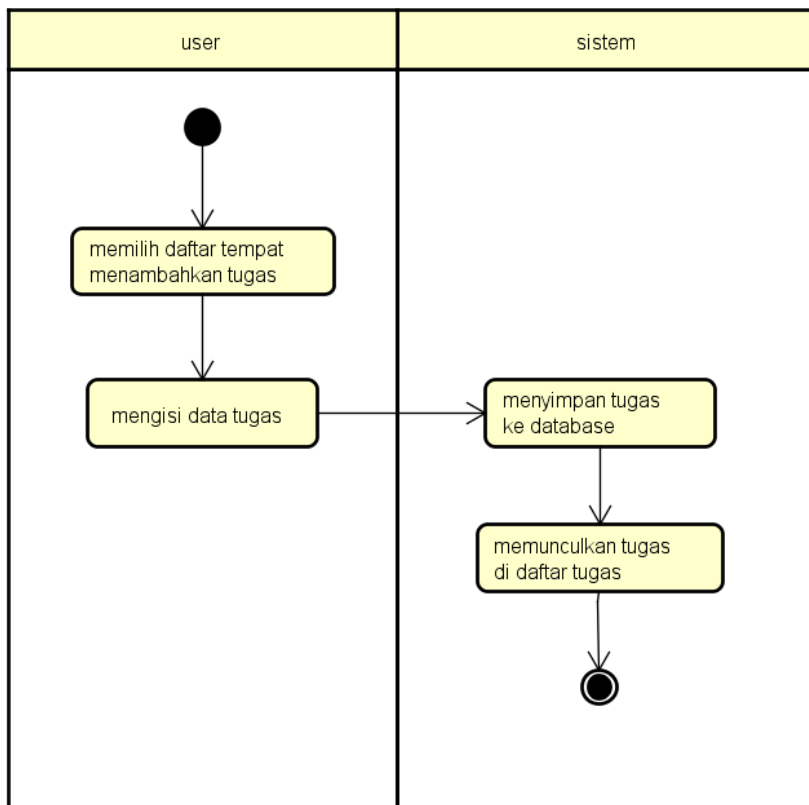 user
sistem
memilih daftar tempat
menambahkan tugas
mengisi data tugas
menyimpan tugas
ke database
memunculkan tugas
di daftar tugas